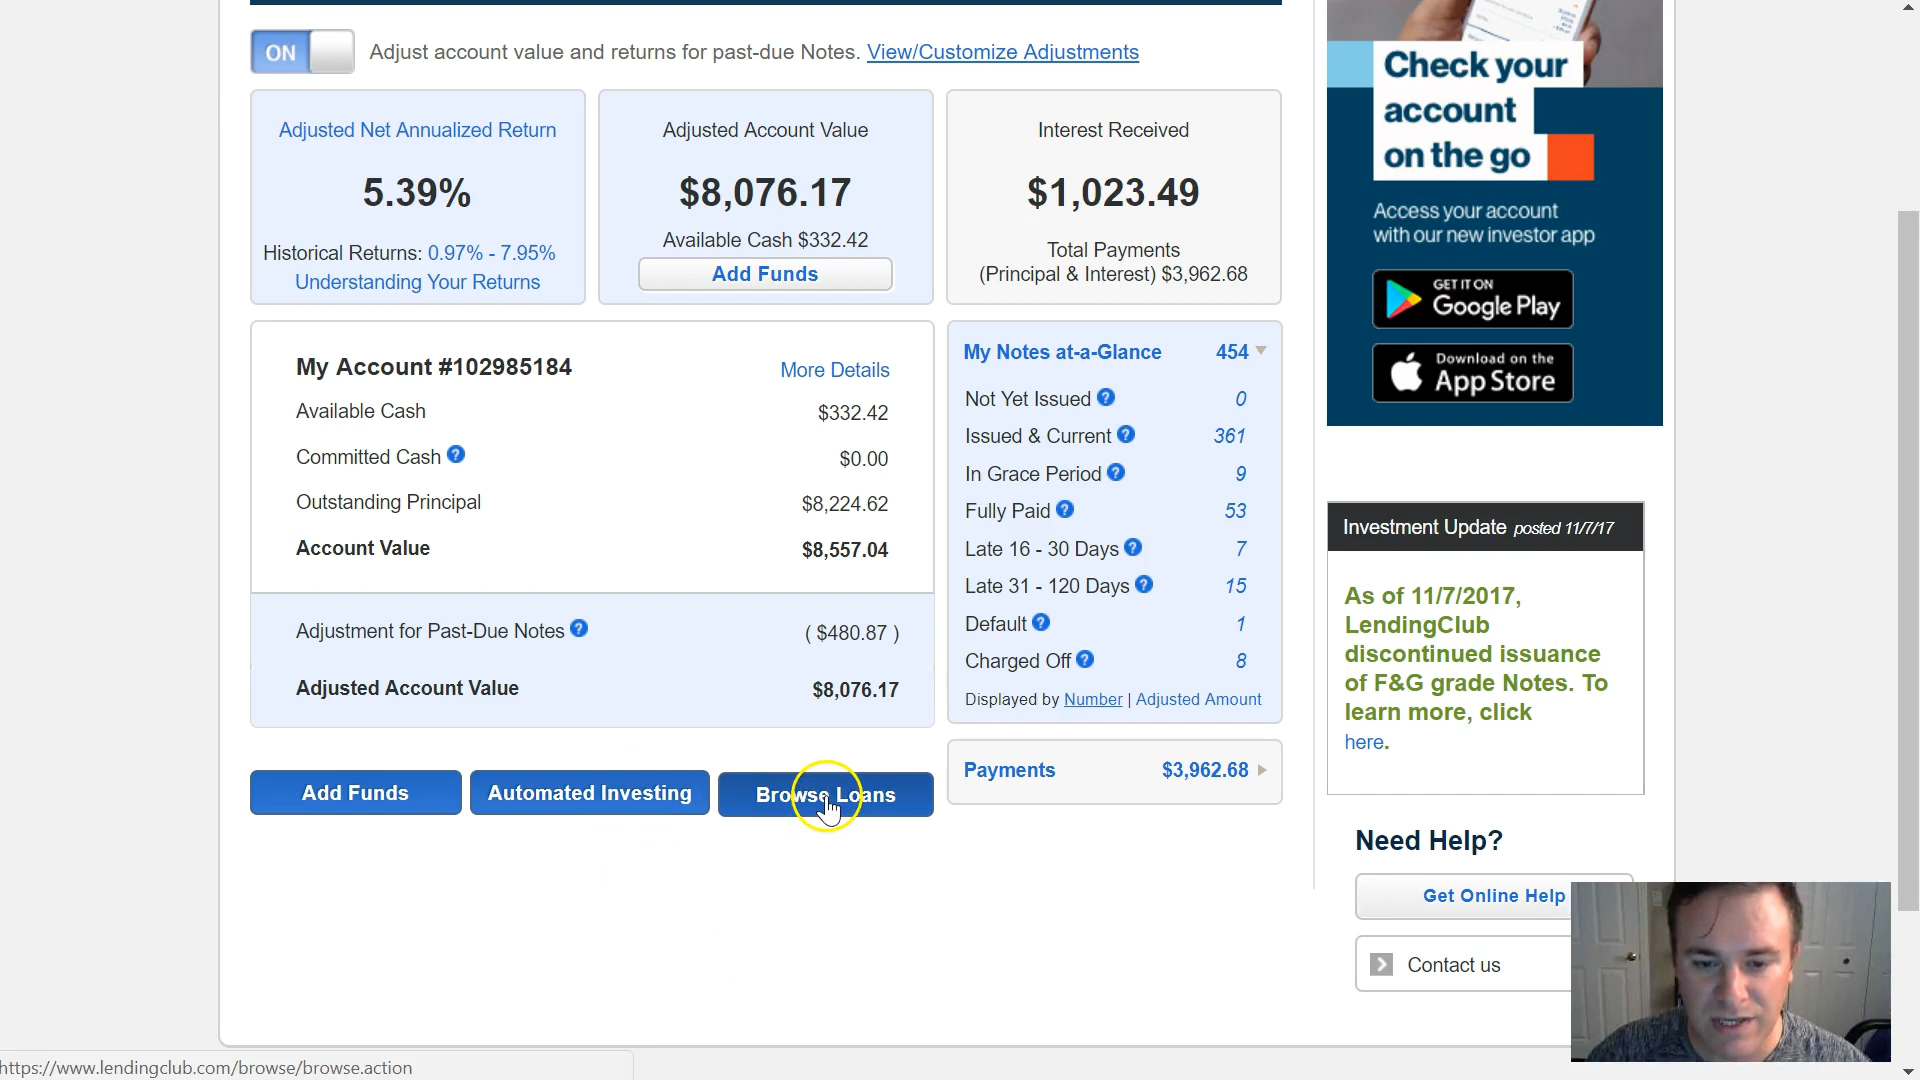 ON
Adjust account value and returns for past-due Notes. View/Customize Adjustments
Adjusted Net Annualized Return
5.39%
Historical Returns: 0.97% - 7.95%
Understanding Your Returns
Adjusted Account Value
$8,076.17
Available Cash $332.42
Add Funds
Interest Received
$1,023.49
Total Payments
(Principal & Interest) $3,962.68
My Account #102985184
More Details
Available Cash $332.42
Committed Cash ? $0.00
Outstanding Principal $8,224.62
Account Value $8,557.04
Adjustment for Past-Due Notes ? ( $480.87 )
Adjusted Account Value $8,076.17
Add Funds
Automated Investing
Browse Loans
My Notes at-a-Glance 454
Not Yet Issued ? 0
Issued & Current ? 361
In Grace Period ? 9
Fully Paid ? 53
Late 16 - 30 Days ? 7
Late 31 - 120 Days ? 15
Default ? 1
Charged Off ? 8
Displayed by Number | Adjusted Amount
Payments $3,962.68
Check your
account
on the go
Access your account
with our new investor app
GET IT ON
Google Play
Download on the
App Store
Investment Update posted 11/7/17
As of 11/7/2017,
LendingClub
discontinued issuance
of F&G grade Notes. To
learn more, click
here.
Need Help?
Get Online Help
Contact us
https://www.lendingclub.com/browse/browse.action